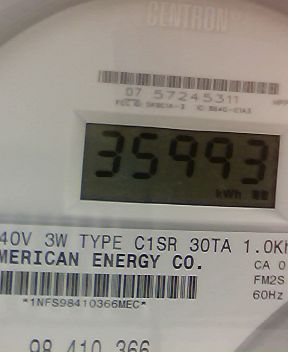 CENTRON
07 57245311
35993
kWh
40V 3W TYPE C1SR 30TA 1.0Kh
MERICAN ENERGY CO.
CA 0
FM2S
60Hz
*1NFS98410366MEC*
98 410 366